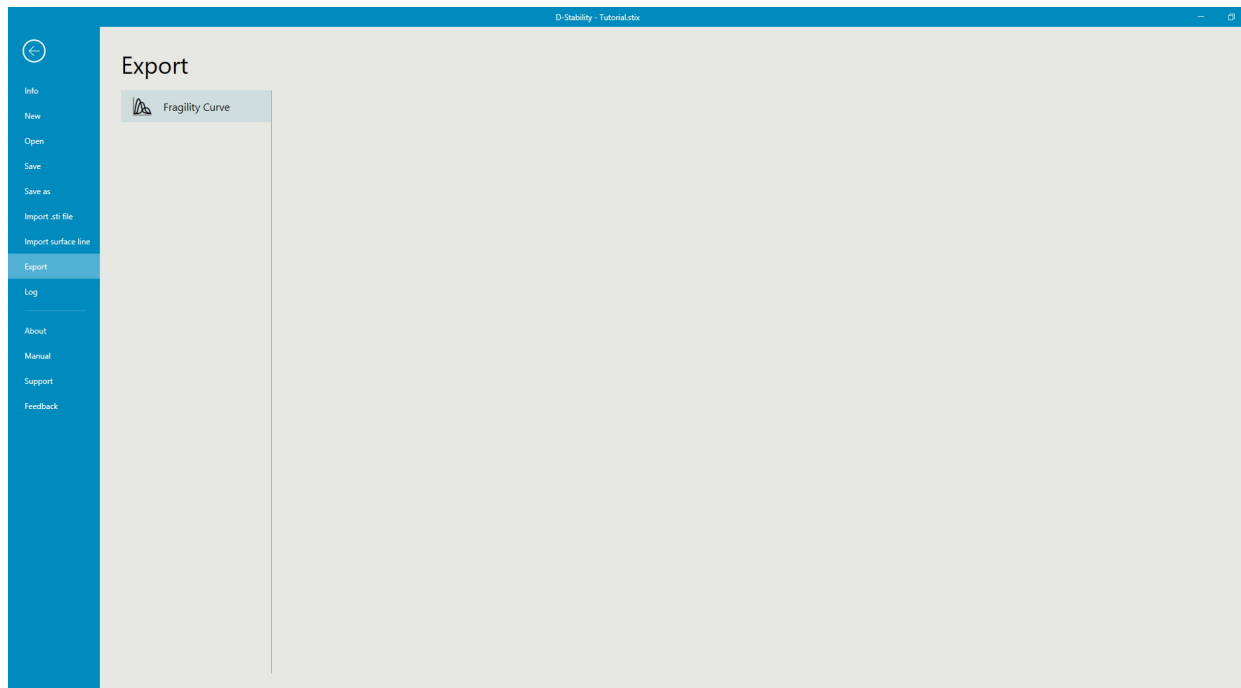 D-Stability - Tutorial.stix
Export
Fragility Curve
Info
New
Open
Save
Save as
Import .sti file
Import surface line
Export
Log
About
Manual
Support
Feedback